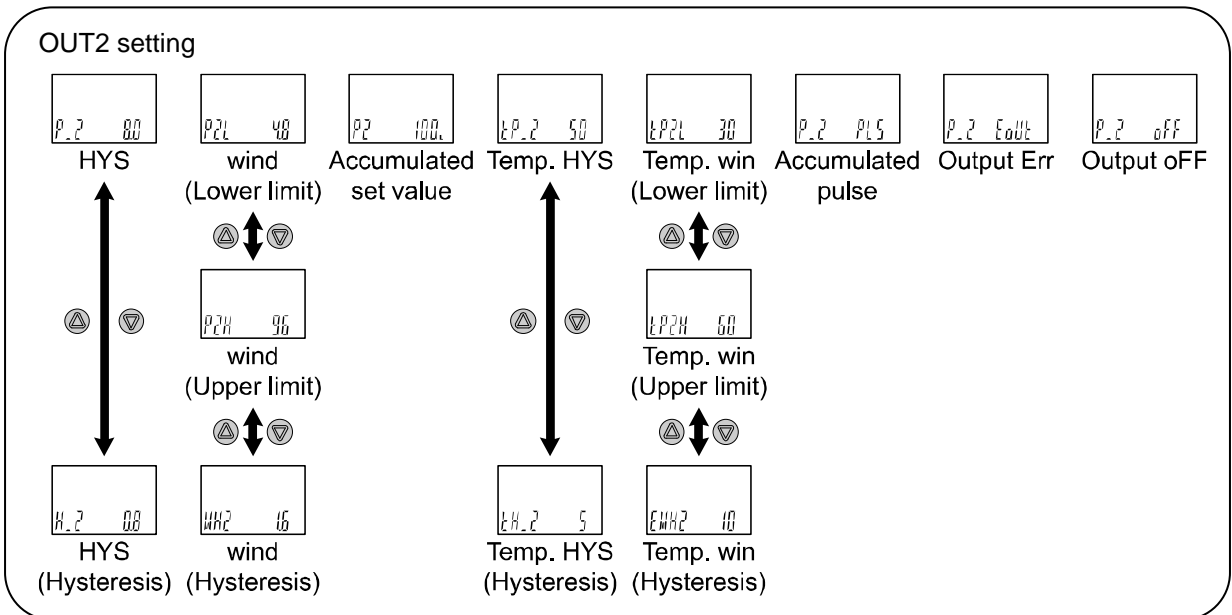 OUT2 setting
P_2 8.0
P2L 4.8
P2 100.
tP_2 50
tP2L 30
P_2 PLS
P_2 EoUt
P_2 oFF
HYS
wind
(Lower limit)
Accumulated
set value
Temp. HYS
Temp. win
(Lower limit)
Accumulated
pulse
Output Err
Output oFF
P2H 9.6
wind
(Upper limit)
tP2H 60
Temp. win
(Upper limit)
H_2 0.8
HYS
(Hysteresis)
WH2 1.6
wind
(Hysteresis)
tH_2 5
Temp. HYS
(Hysteresis)
tWH2 10
Temp. win
(Hysteresis)